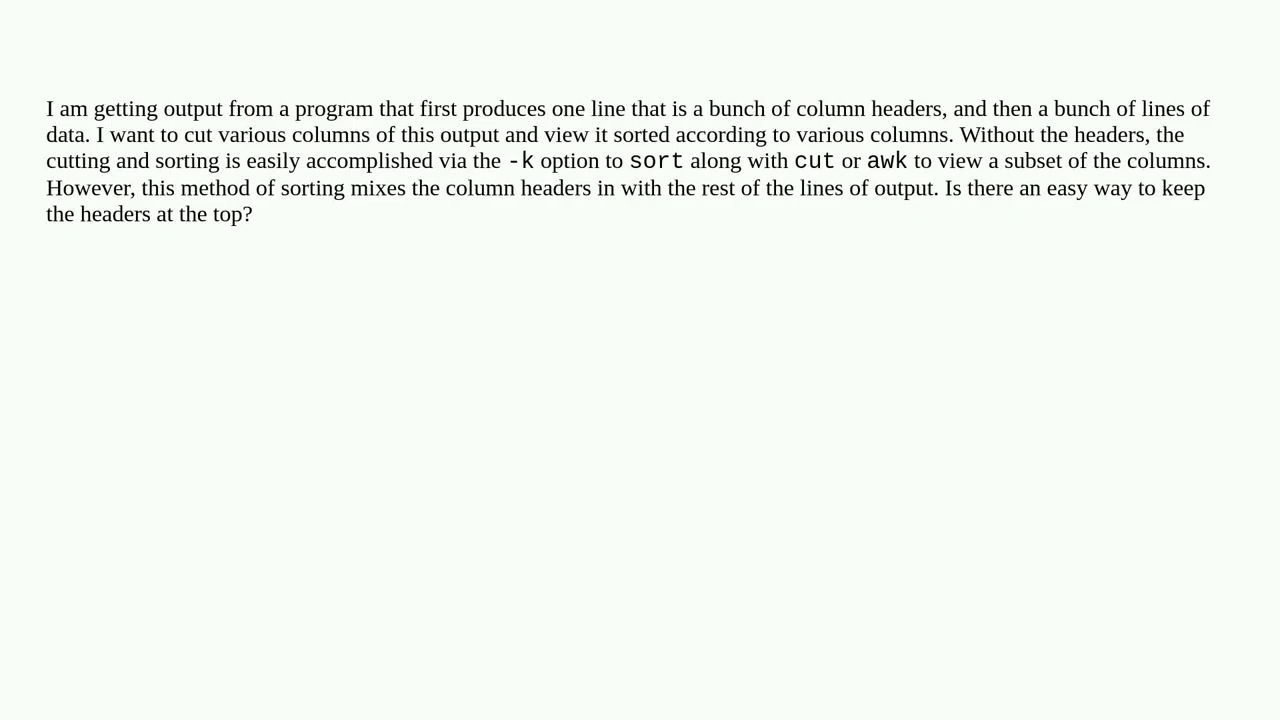 I am getting output from a program that first produces one line that is a bunch of column headers, and then a bunch of lines of
data. I want to cut various columns of this output and view it sorted according to various columns. Without the headers, the
cutting and sorting is easily accomplished via the -k option to sort along with cut or awk to view a subset of the columns.
However, this method of sorting mixes the column headers in with the rest of the lines of output. Is there an easy way to keep
the headers at the top?